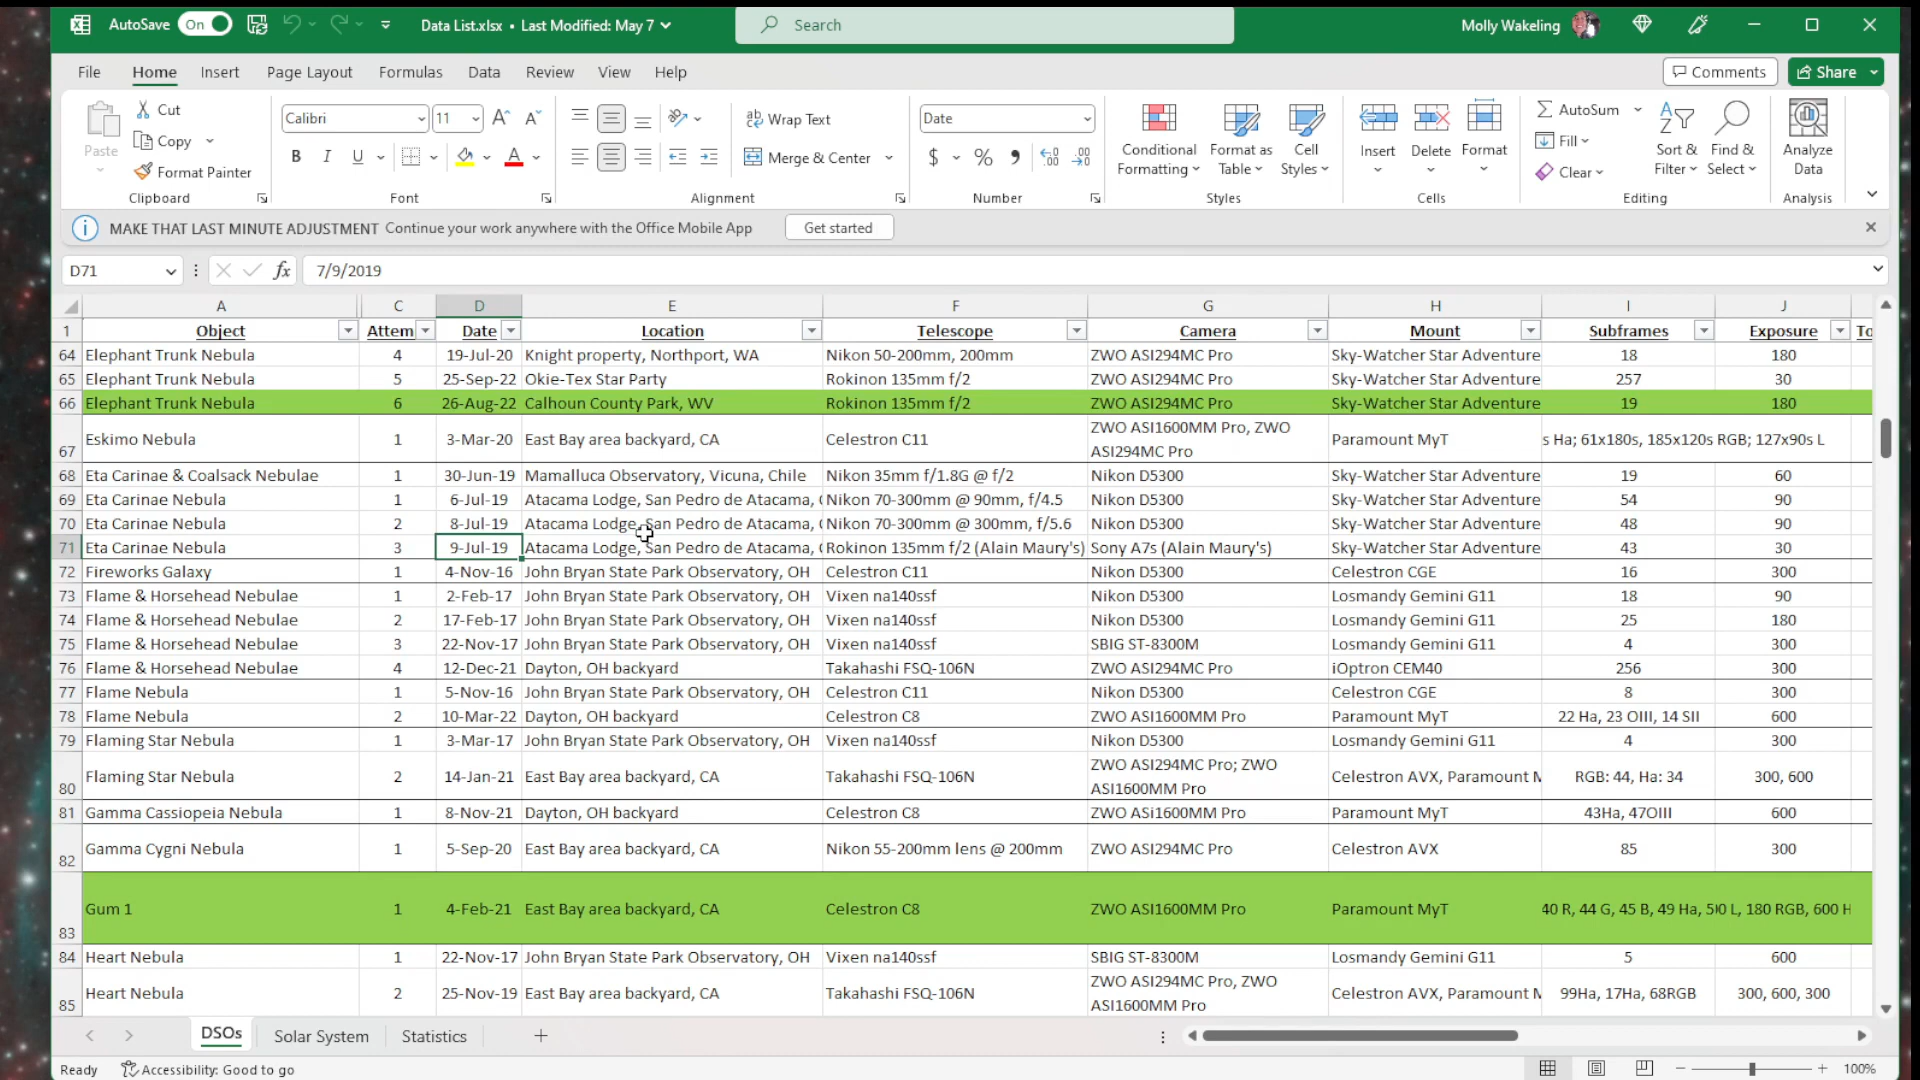 AutoSave On Data List.xlsx • Last Modified: May 7 Search Molly Wakeling
File Home Insert Page Layout Formulas Data Review View Help Comments Share
Paste Cut Copy Format Painter Clipboard
Calibri 11 B I U Font
Wrap Text Merge & Center Alignment
Date $ % Number
Conditional Formatting Format as Table Cell Styles Styles
Insert Delete Format Cells
AutoSum Fill Clear Sort & Filter Find & Select Editing
Analyze Data Analysis
MAKE THAT LAST MINUTE ADJUSTMENT Continue your work anywhere with the Office Mobile App Get started
D71 fx 7/9/2019
A C D E F G H I J
1 Object Attem Date Location Telescope Camera Mount Subframes Exposure To
64 Elephant Trunk Nebula 4 19-Jul-20 Knight property, Northport, WA Nikon 50-200mm, 200mm ZWO ASI294MC Pro Sky-Watcher Star Adventure 18 180
65 Elephant Trunk Nebula 5 25-Sep-22 Okie-Tex Star Party Rokinon 135mm f/2 ZWO ASI294MC Pro Sky-Watcher Star Adventure 257 30
66 Elephant Trunk Nebula 6 26-Aug-22 Calhoun County Park, WV Rokinon 135mm f/2 ZWO ASI294MC Pro Sky-Watcher Star Adventure 19 180
67 Eskimo Nebula 1 3-Mar-20 East Bay area backyard, CA Celestron C11 ZWO ASI1600MM Pro, ZWO ASI294MC Pro Paramount MyT s Ha; 61x180s, 185x120s RGB; 127x90s L
68 Eta Carinae & Coalsack Nebulae 1 30-Jun-19 Mamalluca Observatory, Vicuna, Chile Nikon 35mm f/1.8G @ f/2 Nikon D5300 Sky-Watcher Star Adventure 19 60
69 Eta Carinae Nebula 1 6-Jul-19 Atacama Lodge, San Pedro de Atacama, Nikon 70-300mm @ 90mm, f/4.5 Nikon D5300 Sky-Watcher Star Adventure 54 90
70 Eta Carinae Nebula 2 8-Jul-19 Atacama Lodge, San Pedro de Atacama, Nikon 70-300mm @ 300mm, f/5.6 Nikon D5300 Sky-Watcher Star Adventure 48 90
71 Eta Carinae Nebula 3 9-Jul-19 Atacama Lodge, San Pedro de Atacama, Rokinon 135mm f/2 (Alain Maury's) Sony A7s (Alain Maury's) Sky-Watcher Star Adventure 43 30
72 Fireworks Galaxy 1 4-Nov-16 John Bryan State Park Observatory, OH Celestron C11 Nikon D5300 Celestron CGE 16 300
73 Flame & Horsehead Nebulae 1 2-Feb-17 John Bryan State Park Observatory, OH Vixen na140ssf Nikon D5300 Losmandy Gemini G11 18 90
74 Flame & Horsehead Nebulae 2 17-Feb-17 John Bryan State Park Observatory, OH Vixen na140ssf Nikon D5300 Losmandy Gemini G11 25 180
75 Flame & Horsehead Nebulae 3 22-Nov-17 John Bryan State Park Observatory, OH Vixen na140ssf SBIG ST-8300M Losmandy Gemini G11 4 300
76 Flame & Horsehead Nebulae 4 12-Dec-21 Dayton, OH backyard Takahashi FSQ-106N ZWO ASI294MC Pro iOptron CEM40 256 300
77 Flame Nebula 1 5-Nov-16 John Bryan State Park Observatory, OH Celestron C11 Nikon D5300 Celestron CGE 8 300
78 Flame Nebula 2 10-Mar-22 Dayton, OH backyard Celestron C8 ZWO ASI1600MM Pro Paramount MyT 22 Ha, 23 OIII, 14 SII 600
79 Flaming Star Nebula 1 3-Mar-17 John Bryan State Park Observatory, OH Vixen na140ssf Nikon D5300 Losmandy Gemini G11 4 300
80 Flaming Star Nebula 2 14-Jan-21 East Bay area backyard, CA Takahashi FSQ-106N ZWO ASI294MC Pro; ZWO ASI1600MM Pro Celestron AVX, Paramount M RGB: 44, Ha: 34 300, 600
81 Gamma Cassiopeia Nebula 1 8-Nov-21 Dayton, OH backyard Celestron C8 ZWO ASi1600MM Pro Paramount MyT 43Ha, 47OIII 600
82 Gamma Cygni Nebula 1 5-Sep-20 East Bay area backyard, CA Nikon 55-200mm lens @ 200mm ZWO ASI294MC Pro Celestron AVX 85 300
83 Gum 1 1 4-Feb-21 East Bay area backyard, CA Celestron C8 ZWO ASI1600MM Pro Paramount MyT 40 R, 44 G, 45 B, 49 Ha, 5 0 L, 180 RGB, 600 H
84 Heart Nebula 1 22-Nov-17 John Bryan State Park Observatory, OH Vixen na140ssf SBIG ST-8300M Losmandy Gemini G11 5 600
85 Heart Nebula 2 25-Nov-19 East Bay area backyard, CA Takahashi FSQ-106N ZWO ASI294MC Pro, ZWO ASI1600MM Pro Celestron AVX, Paramount M 99Ha, 17Ha, 68RGB 300, 600, 300
DSOs Solar System Statistics
Ready Accessibility: Good to go 100%